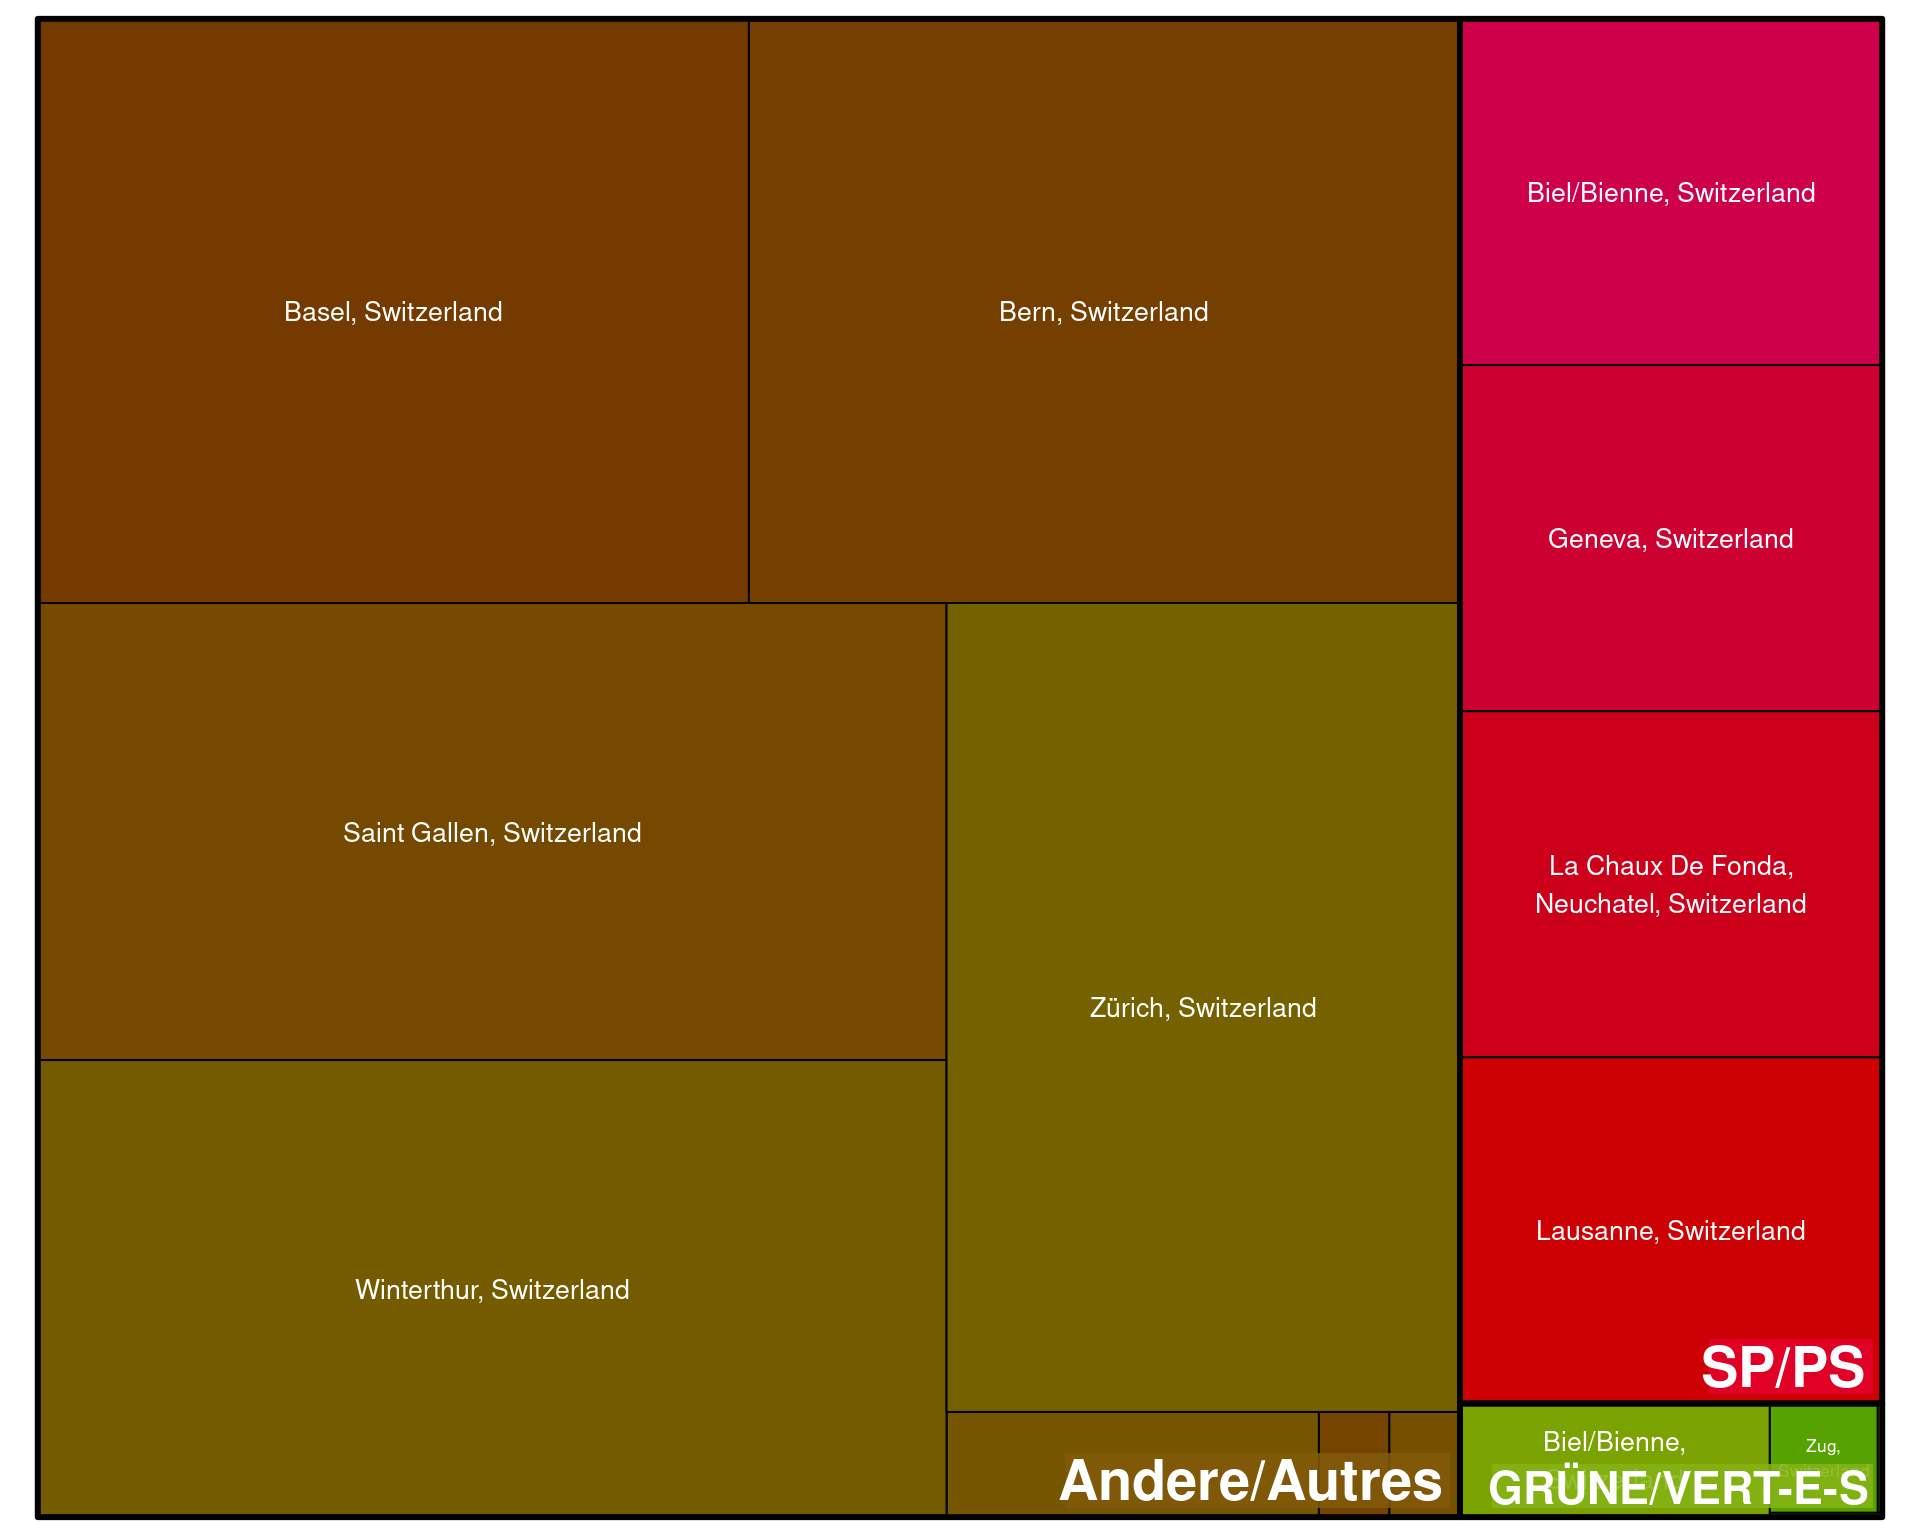 Basel, Switzerland
Bern, Switzerland
Biel/Bienne, Switzerland
Geneva, Switzerland
Saint Gallen, Switzerland
La Chaux De Fonda,
Neuchatel, Switzerland
Zürich, Switzerland
Lausanne, Switzerland
Winterthur, Switzerland
SP/PS
Biel/Bienne,
Zug,
Switzerland
Andere/Autres
GRÜNE/VERT-E-S